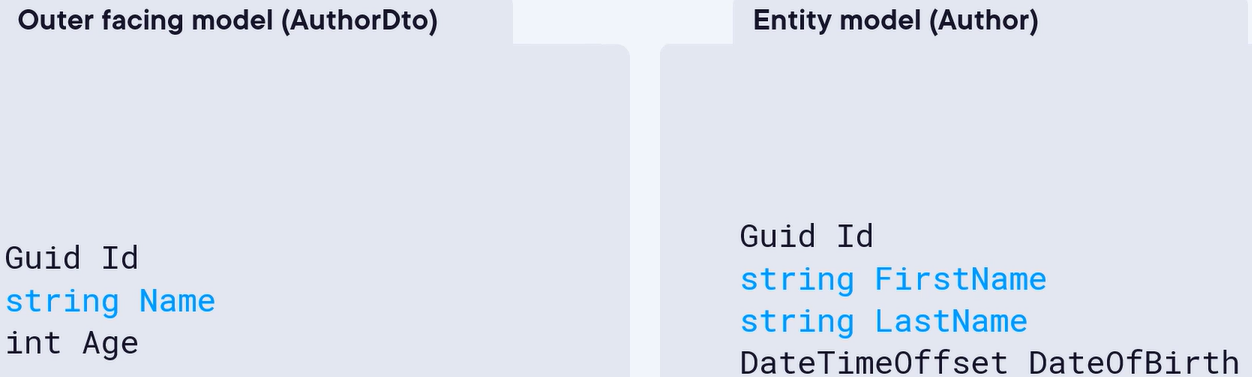 Outer facing model (AuthorDto)
Guid Id
string Name
int Age
Entity model (Author)
Guid Id
string FirstName
string LastName
DateTimeOffset DateOfBirth